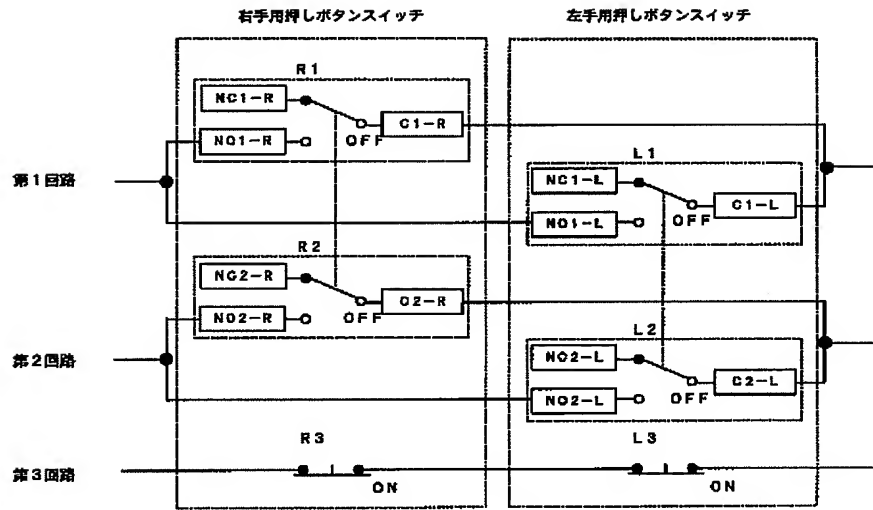 右手用押しボタンスイッチ
左手用押しボタンスイッチ
R1
NC1-R
C1-R
OFF
NO1-R
第1回路
L1
NC1-L
C1-L
OFF
NO1-L
R2
NC2-R
C2-R
OFF
NO2-R
第2回路
L2
NC2-L
C2-L
OFF
NO2-L
R3
L3
第3回路
ON
ON